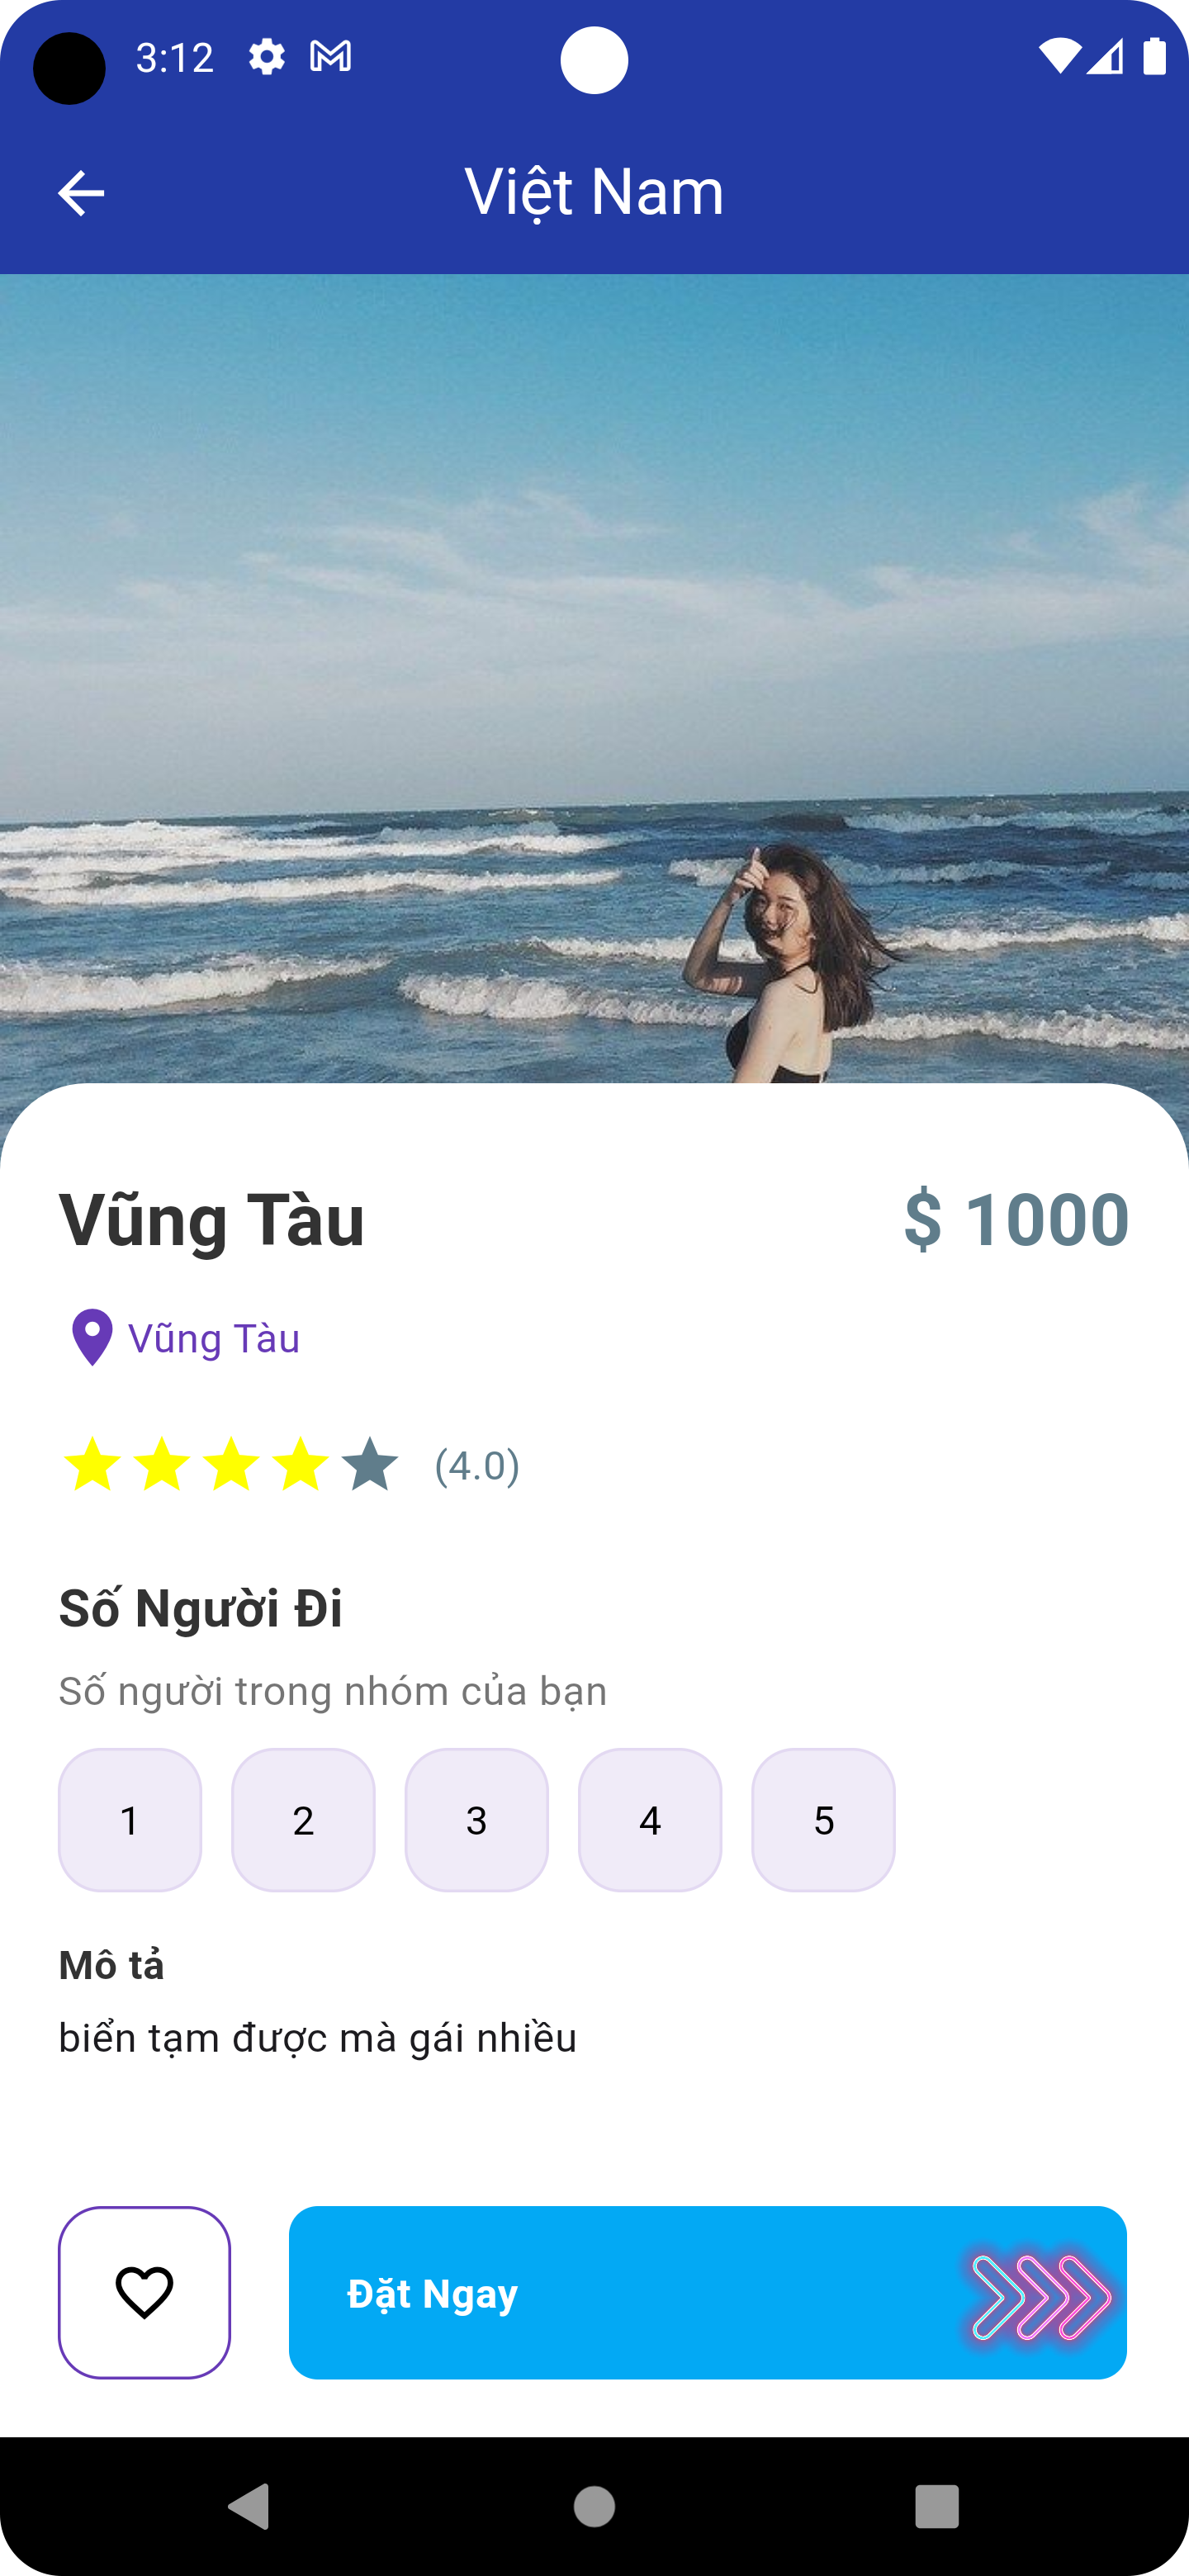 3:12
Việt Nam
Vũng Tàu
$ 1000
Vũng Tàu
(4.0)
Số Người Đi
Số người trong nhóm của bạn
1 2 3 4 5
Mô tả
biển tạm được mà gái nhiều
Đặt Ngay